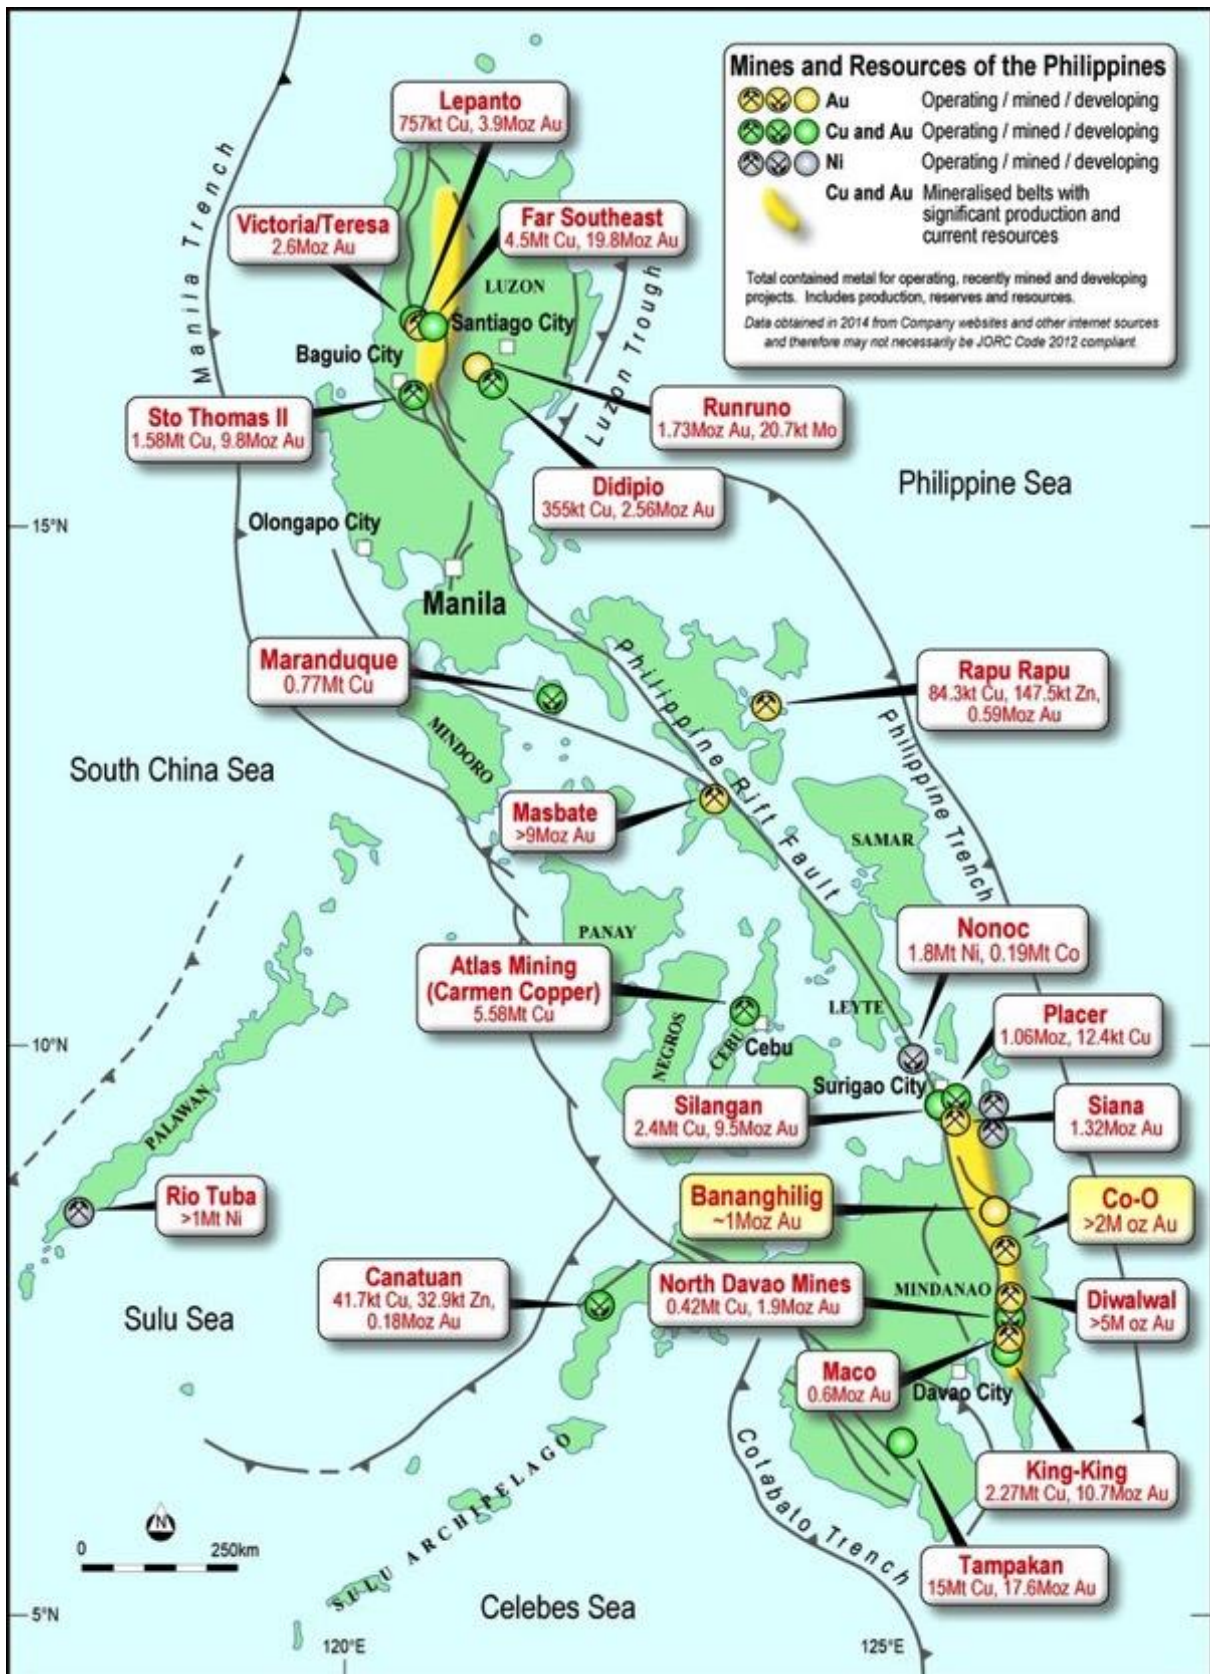 Mines and Resources of the Philippines
Au Operating / mined / developing
Cu and Au Operating / mined / developing
Ni Operating / mined / developing
Cu and Au Mineralised belts with
significant production and
current resources
Total contained metal for operating, recently mined and developing
projects. Includes production, reserves and resources.
Data obtained in 2014 from Company websites and other internet sources
and therefore may not necessarily be JORC Code 2012 compliant.
Lepanto
757kt Cu, 3.9Moz Au
Victoria/Teresa
2.6Moz Au
Far Southeast
4.5Mt Cu, 19.8Moz Au
Manila Trench
LUZON
Santiago City
Luzon Trough
Baguio City
Sto Thomas II
1.58Mt Cu, 9.8Moz Au
Runruno
1.73Moz Au, 20.7kt Mo
Didipio
355kt Cu, 2.56Moz Au
Philippine Sea
15°N
Olongapo City
Manila
Maranduque
0.77Mt Cu
Philippine Rift Fault
Rapu Rapu
84.3kt Cu, 147.5kt Zn,
0.59Moz Au
Philippine Trench
MINDORO
South China Sea
Masbate
>9Moz Au
SAMAR
PANAY
Nonoc
1.8Mt Ni, 0.19Mt Co
Atlas Mining
(Carmen Copper)
5.58Mt Cu
LEYTE
Placer
1.06Moz, 12.4kt Cu
10°N
NEGROS
CEBU
Cebu
Surigao City
Silangan
2.4Mt Cu, 9.5Moz Au
Siana
1.32Moz Au
PALAWAN
Rio Tuba
>1Mt Ni
Bananghilig
~1Moz Au
Co-O
>2M oz Au
Canatuan
41.7kt Cu, 32.9kt Zn,
0.18Moz Au
North Davao Mines
0.42Mt Cu, 1.9Moz Au
MINDANAO
Diwalwal
>5M oz Au
Sulu Sea
Maco
0.6Moz Au
Davao City
King-King
2.27Mt Cu, 10.7Moz Au
Cotabato Trench
SULU ARCHIPELAGO
N
0 250km
Tampakan
15Mt Cu, 17.6Moz Au
Celebes Sea
5°N
120°E
125°E